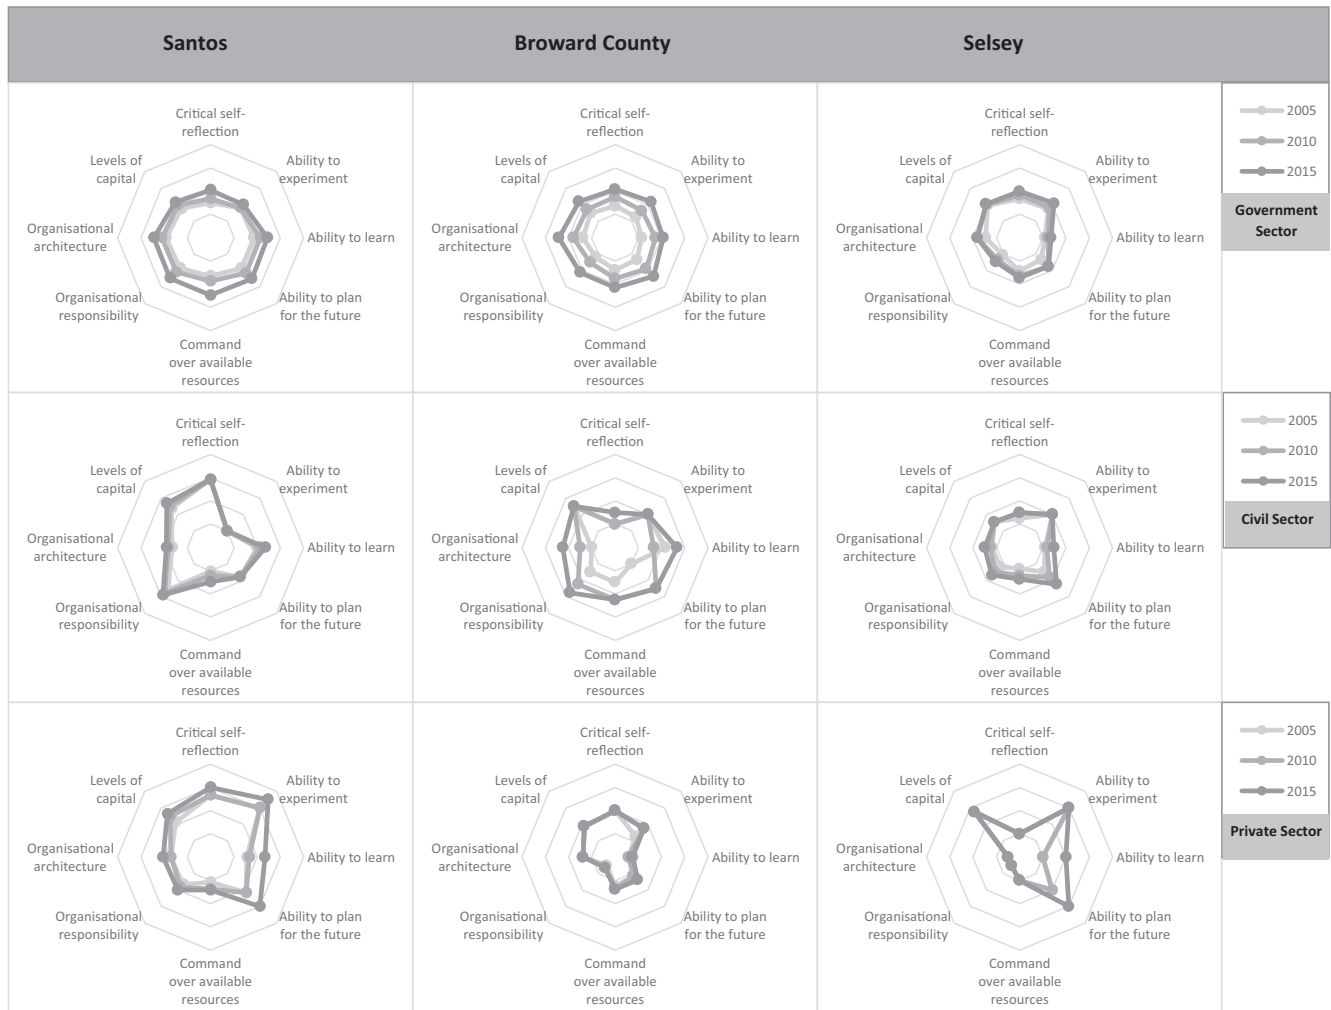 Santos
Broward County
Selsey
Critical self-
reflection
Levels of
capital
Ability to
experiment
Organisational
architecture
Ability to learn
Organisational
responsibility
Ability to plan
for the future
Command
over available
resources
Critical self-
reflection
Levels of
capital
Ability to
experiment
Organisational
architecture
Ability to learn
Organisational
responsibility
Ability to plan
for the future
Command
over available
resources
Critical self-
reflection
Levels of
capital
Ability to
experiment
Organisational
architecture
Ability to learn
Organisational
responsibility
Ability to plan
for the future
Command
over available
resources
2005
2010
2015
Government
Sector
Critical self-
reflection
Levels of
capital
Ability to
experiment
Organisational
architecture
Ability to learn
Organisational
responsibility
Ability to plan
for the future
Command
over available
resources
Critical self-
reflection
Levels of
capital
Ability to
experiment
Organisational
architecture
Ability to learn
Organisational
responsibility
Ability to plan
for the future
Command
over available
resources
Critical self-
reflection
Levels of
capital
Ability to
experiment
Organisational
architecture
Ability to learn
Organisational
responsibility
Ability to plan
for the future
Command
over available
resources
2005
2010
2015
Civil Sector
Critical self-
reflection
Levels of
capital
Ability to
experiment
Organisational
architecture
Ability to learn
Organisational
responsibility
Ability to plan
for the future
Command
over available
resources
Critical self-
reflection
Levels of
capital
Ability to
experiment
Organisational
architecture
Ability to learn
Organisational
responsibility
Ability to plan
for the future
Command
over available
resources
Critical self-
reflection
Levels of
capital
Ability to
experiment
Organisational
architecture
Ability to learn
Organisational
responsibility
Ability to plan
for the future
Command
over available
resources
2005
2010
2015
Private Sector